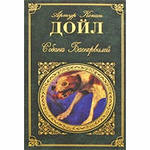 Артур Конан
ДОЙЛ
Собака Баскервилей